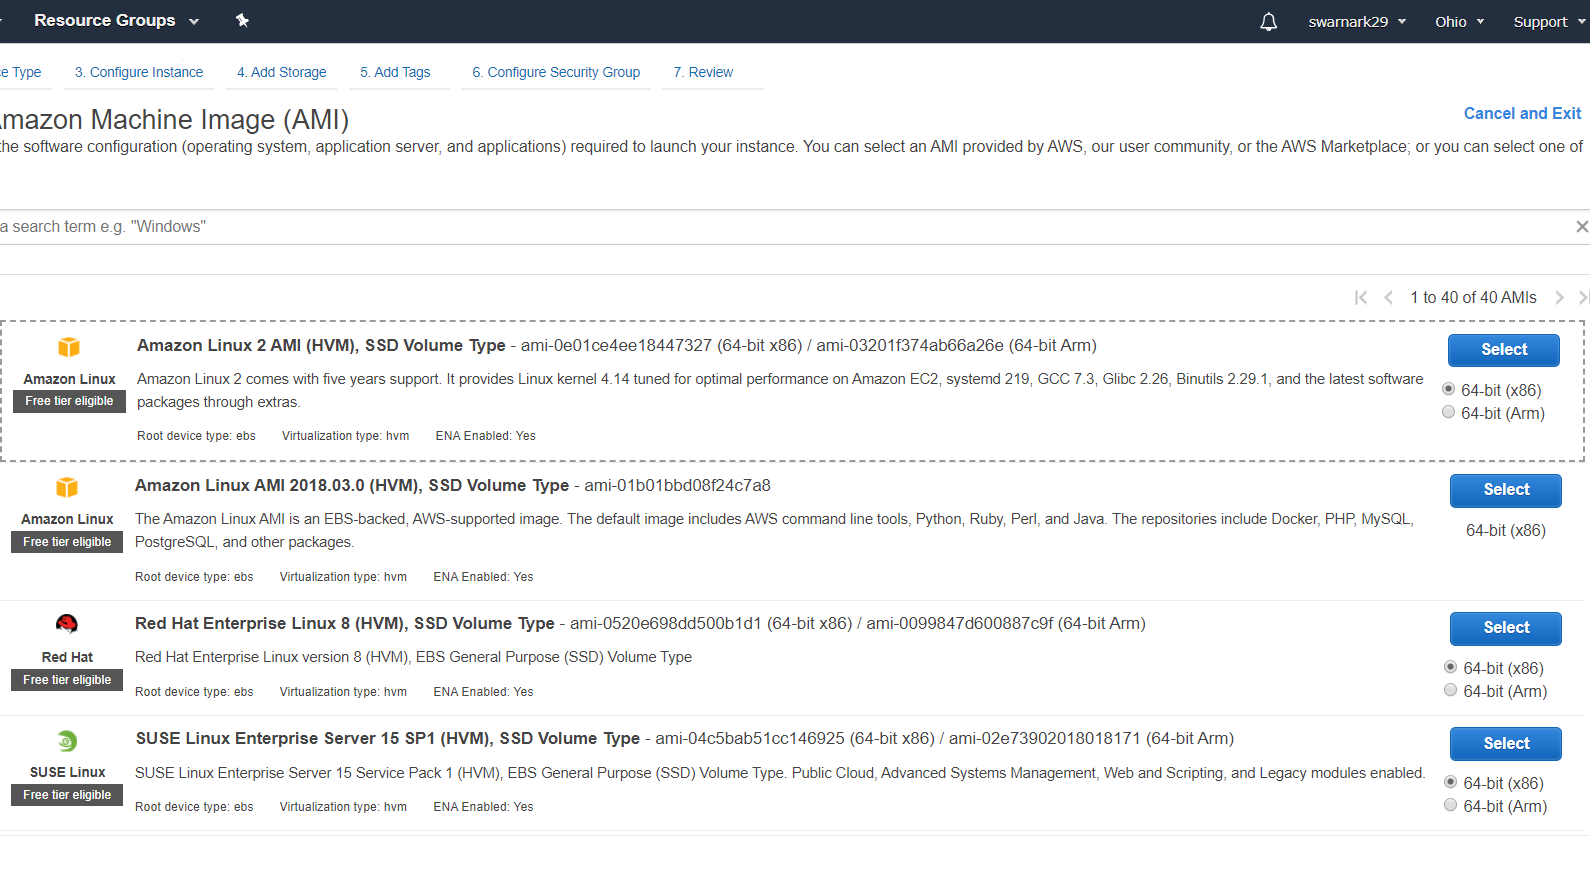 Resource Groups
swarnark29
Ohio
Support
ce Type
3. Configure Instance
4. Add Storage
5. Add Tags
6. Configure Security Group
7. Review
mazon Machine Image (AMI)
Cancel and Exit
the software configuration (operating system, application server, and applications) required to launch your instance. You can select an AMI provided by AWS, our user community, or the AWS Marketplace; or you can select one of
a search term e.g. "Windows"
1 to 40 of 40 AMIs
Amazon Linux
Free tier eligible
Amazon Linux 2 AMI (HVM), SSD Volume Type - ami-0e01ce4ee18447327 (64-bit x86) / ami-03201f374ab66a26e (64-bit Arm)
Amazon Linux 2 comes with five years support. It provides Linux kernel 4.14 tuned for optimal performance on Amazon EC2, systemd 219, GCC 7.3, Glibc 2.26, Binutils 2.29.1, and the latest software
packages through extras.
Root device type: ebs Virtualization type: hvm ENA Enabled: Yes
Select
64-bit (x86)
64-bit (Arm)
Amazon Linux
Free tier eligible
Amazon Linux AMI 2018.03.0 (HVM), SSD Volume Type - ami-01b01bbd08f24c7a8
The Amazon Linux AMI is an EBS-backed, AWS-supported image. The default image includes AWS command line tools, Python, Ruby, Perl, and Java. The repositories include Docker, PHP, MySQL,
PostgreSQL, and other packages.
Root device type: ebs Virtualization type: hvm ENA Enabled: Yes
Select
64-bit (x86)
Red Hat
Free tier eligible
Red Hat Enterprise Linux 8 (HVM), SSD Volume Type - ami-0520e698dd500b1d1 (64-bit x86) / ami-0099847d600887c9f (64-bit Arm)
Red Hat Enterprise Linux version 8 (HVM), EBS General Purpose (SSD) Volume Type
Root device type: ebs Virtualization type: hvm ENA Enabled: Yes
Select
64-bit (x86)
64-bit (Arm)
SUSE Linux
Free tier eligible
SUSE Linux Enterprise Server 15 SP1 (HVM), SSD Volume Type - ami-04c5bab51cc146925 (64-bit x86) / ami-02e73902018018171 (64-bit Arm)
SUSE Linux Enterprise Server 15 Service Pack 1 (HVM), EBS General Purpose (SSD) Volume Type. Public Cloud, Advanced Systems Management, Web and Scripting, and Legacy modules enabled.
Root device type: ebs Virtualization type: hvm ENA Enabled: Yes
Select
64-bit (x86)
64-bit (Arm)